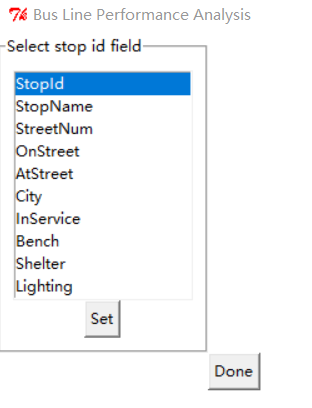 Bus Line Performance Analysis
Select stop id field
StopId
StopName
StreetNum
OnStreet
AtStreet
City
InService
Bench
Shelter
Lighting
Set
Done